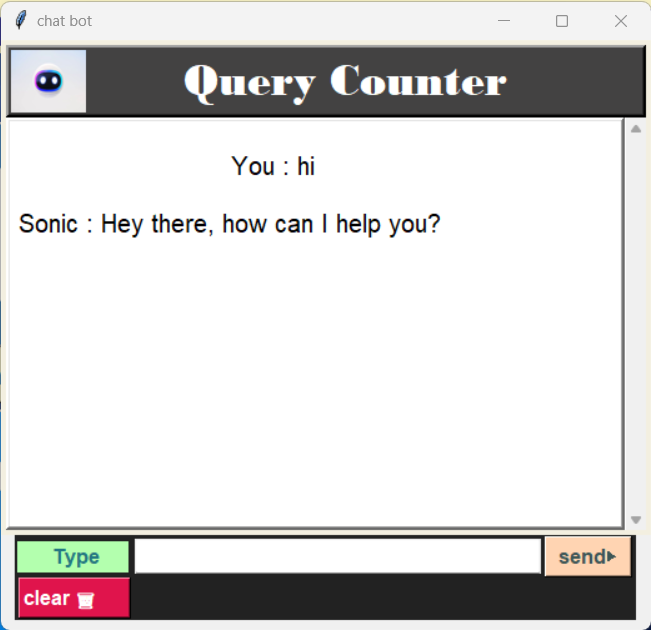 chat bot
Query Counter
You : hi
Sonic : Hey there, how can I help you?
Type
send
clear